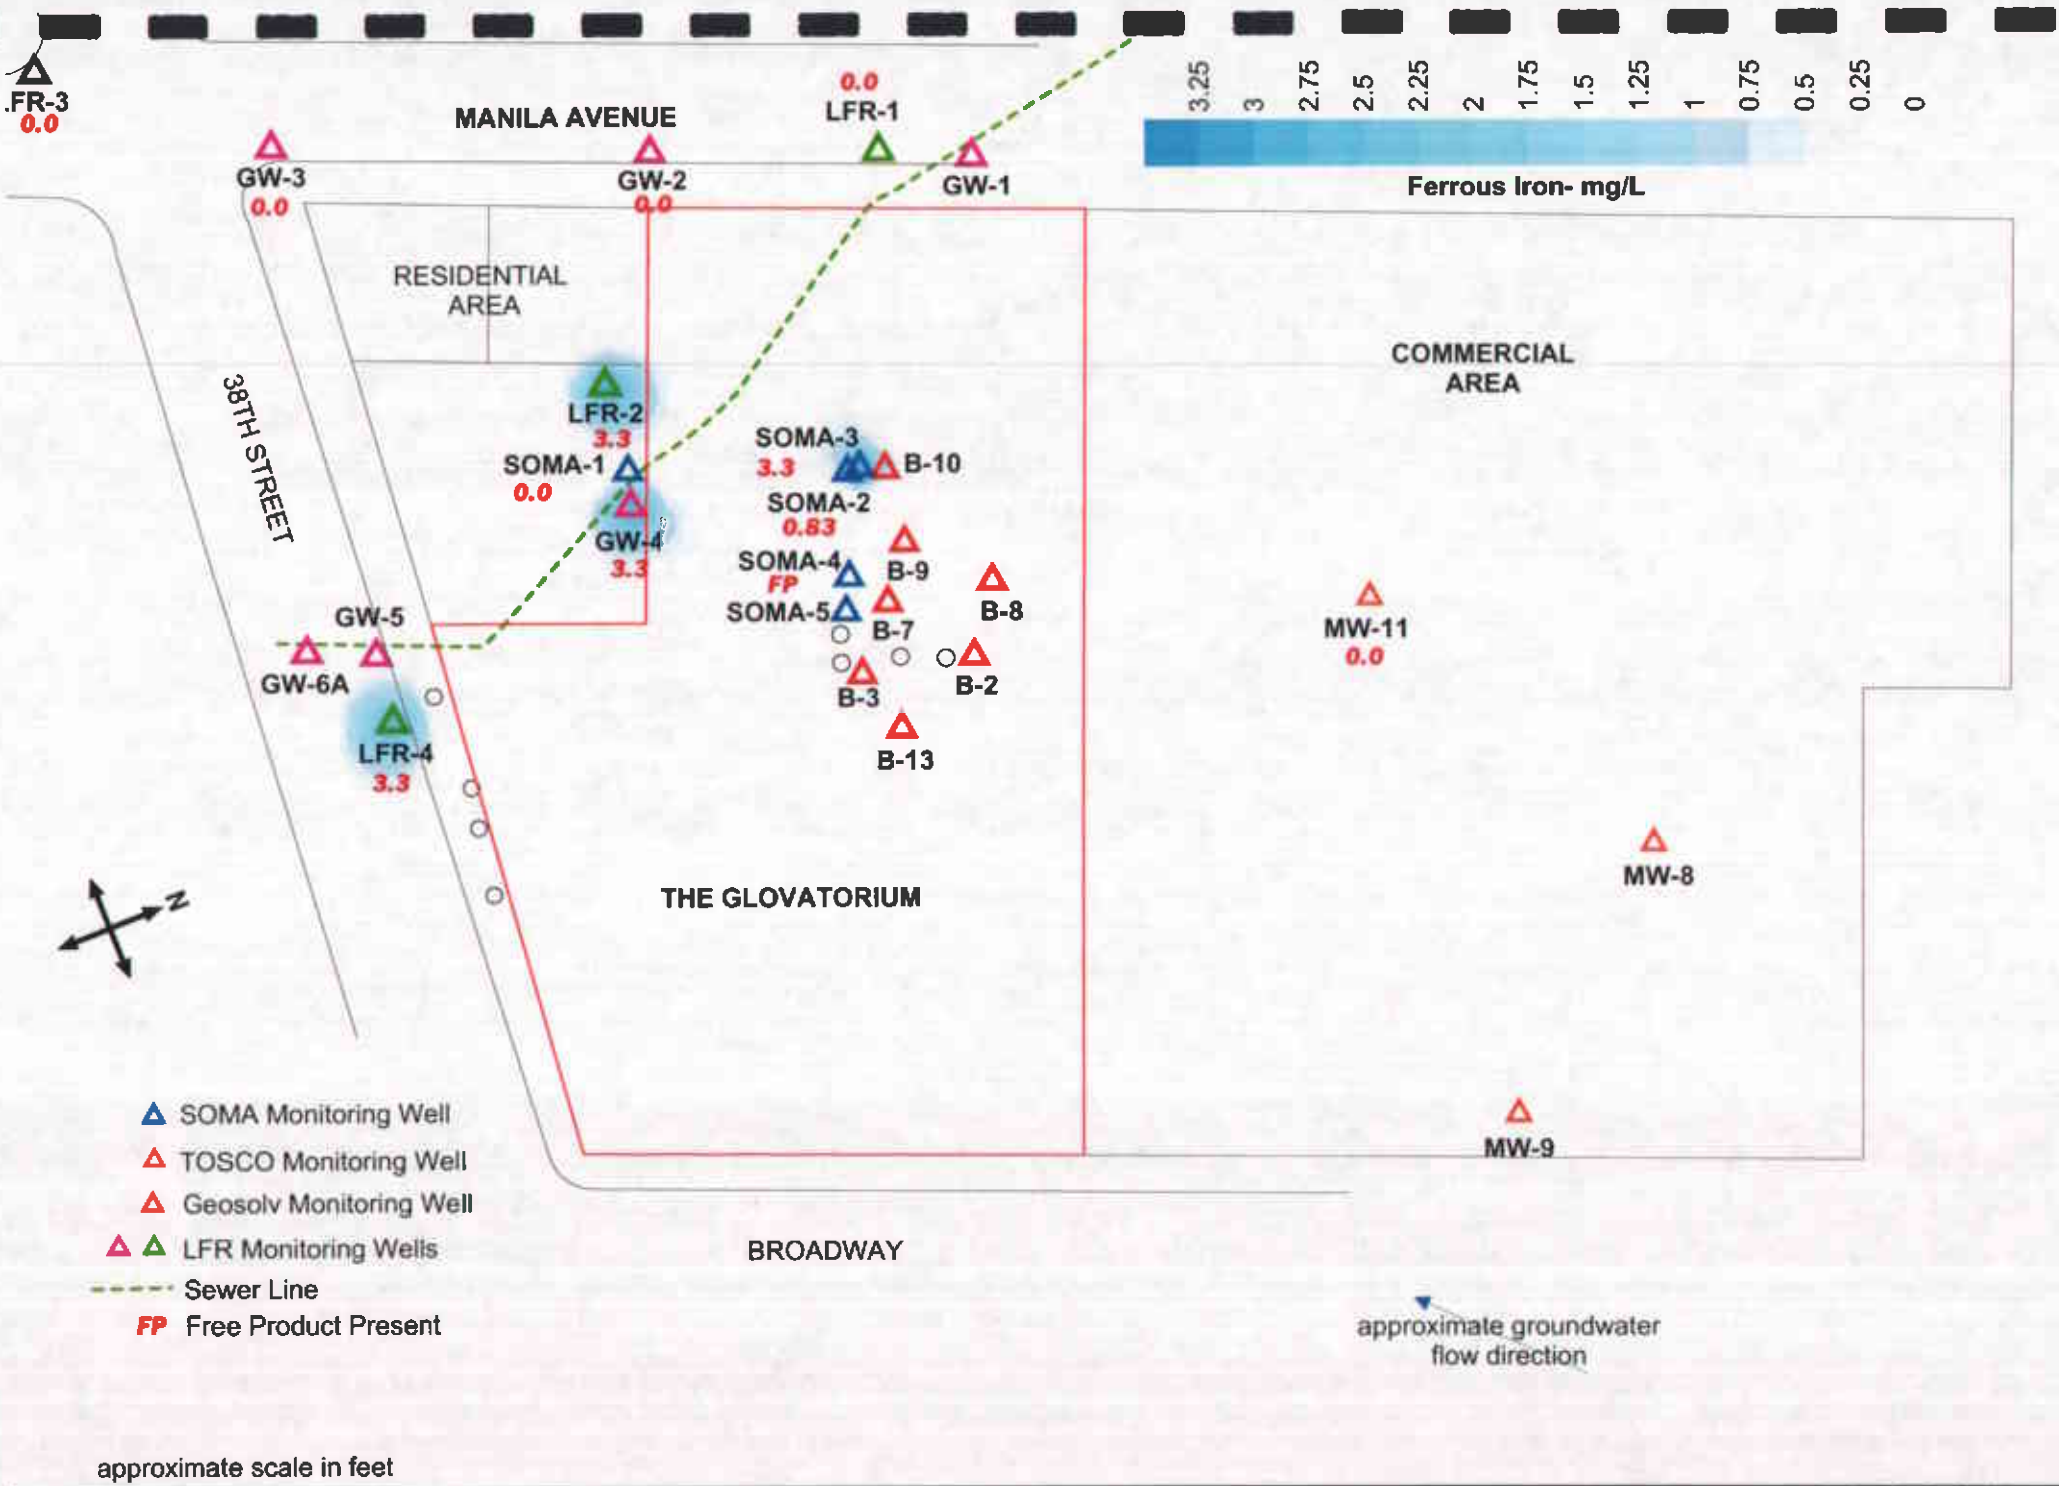 3.25
3
2.75
2.5
2.25
2
1.75
1.5
1.25
1
0.75
0.5
0.25
0
Ferrous Iron- mg/L
.FR-3
0.0
MANILA AVENUE
0.0
LFR-1
GW-3
0.0
GW-2
0.0
GW-1
RESIDENTIAL
AREA
COMMERCIAL
AREA
38TH STREET
LFR-2
3.3
SOMA-1
0.0
GW-4
3.3
SOMA-3
3.3
B-10
SOMA-2
0.83
SOMA-4
FP
SOMA-5
B-9
B-8
B-7
B-3
B-2
B-13
GW-5
GW-6A
LFR-4
3.3
MW-11
0.0
MW-8
MW-9
THE GLOVATORIUM
N
SOMA Monitoring Well
TOSCO Monitoring Well
Geosolv Monitoring Well
LFR Monitoring Wells
Sewer Line
FP Free Product Present
BROADWAY
approximate groundwater
flow direction
approximate scale in feet